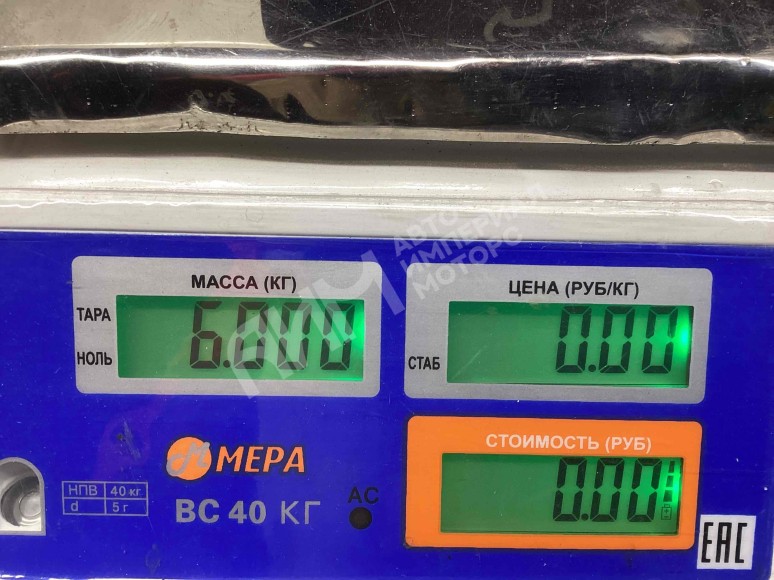 МАССА (КГ)
ТАРА
НОЛЬ
6.000
ЦЕНА (РУБ/КГ)
СТАБ
0.00
СТОИМОСТЬ (РУБ)
0.00
МЕРА
НПВ 40 кг
d 5 г
ВС 40 КГ
AC
EAC
АИМ
АВТО
ИМПЕРИАЛ
МОТОРС